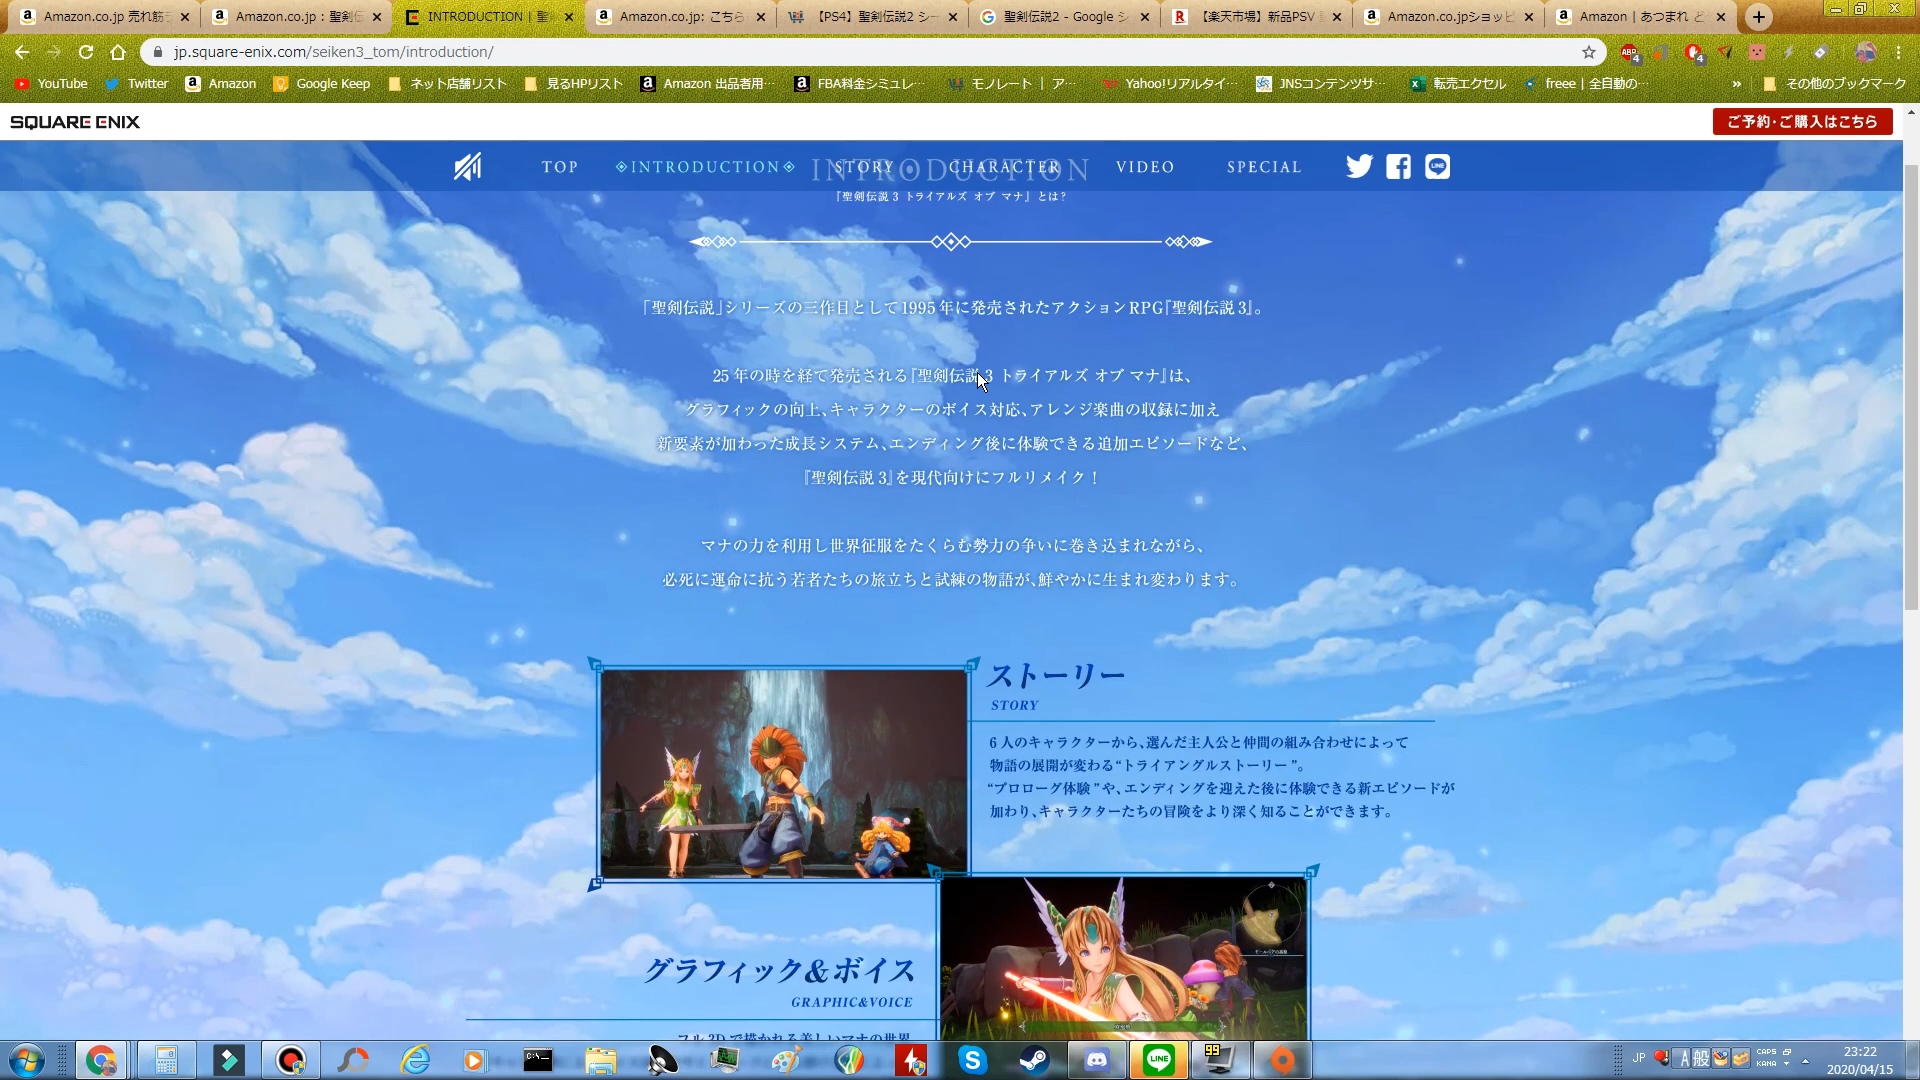 Amazon.co.jp 売れ筋ラ
Amazon.co.jp : 聖剣伝
INTRODUCTION | 聖
Amazon.co.jp: こちら
【PS4】聖剣伝説2 シー
聖剣伝説2 - Google シ
【楽天市場】新品PSV
Amazon.co.jpショッピ
Amazon | あつまれ ど
jp.square-enix.com/seiken3_tom/introduction/
YouTube
Twitter
Amazon
Google Keep
ネット店舗リスト
見るHPリスト
Amazon 出品者用…
FBA料金シミュレ…
モノレート | ア…
Yahoo!リアルタイ…
JNSコンテンツサ…
転売エクセル
freee | 全自動の…
»
その他のブックマーク
SQUARE ENIX
ご予約・ご購入はこちら
TOP
INTRODUCTION
STORY
CHARACTER
VIDEO
SPECIAL
INTRODUCTION
『聖剣伝説 3 トライアルズ オブ マナ』とは?
「聖剣伝説」シリーズの三作目として1995年に発売されたアクションRPG『聖剣伝説 3』。
25年の時を経て発売される『聖剣伝説 3 トライアルズ オブ マナ』は、
グラフィックの向上、キャラクターのボイス対応、アレンジ楽曲の収録に加え
新要素が加わった成長システム、エンディング後に体験できる追加エピソードなど、
『聖剣伝説 3』を現代向けにフルリメイク！
マナの力を利用し世界征服をたくらむ勢力の争いに巻き込まれながら、
必死に運命に抗う若者たちの旅立ちと試練の物語が、鮮やかに生まれ変わります。
ストーリー
STORY
6人のキャラクターから、選んだ主人公と仲間の組み合わせによって
物語の展開が変わる“トライアングルストーリー”。
“プロローグ体験”や、エンディングを迎えた後に体験できる新エピソードが
加わり、キャラクターたちの冒険をより深く知ることができます。
グラフィック&ボイス
GRAPHIC&VOICE
フル3Dで描かれる美しいマナの世界
JP
A般
CAPS
KANA
23:22
2020/04/15